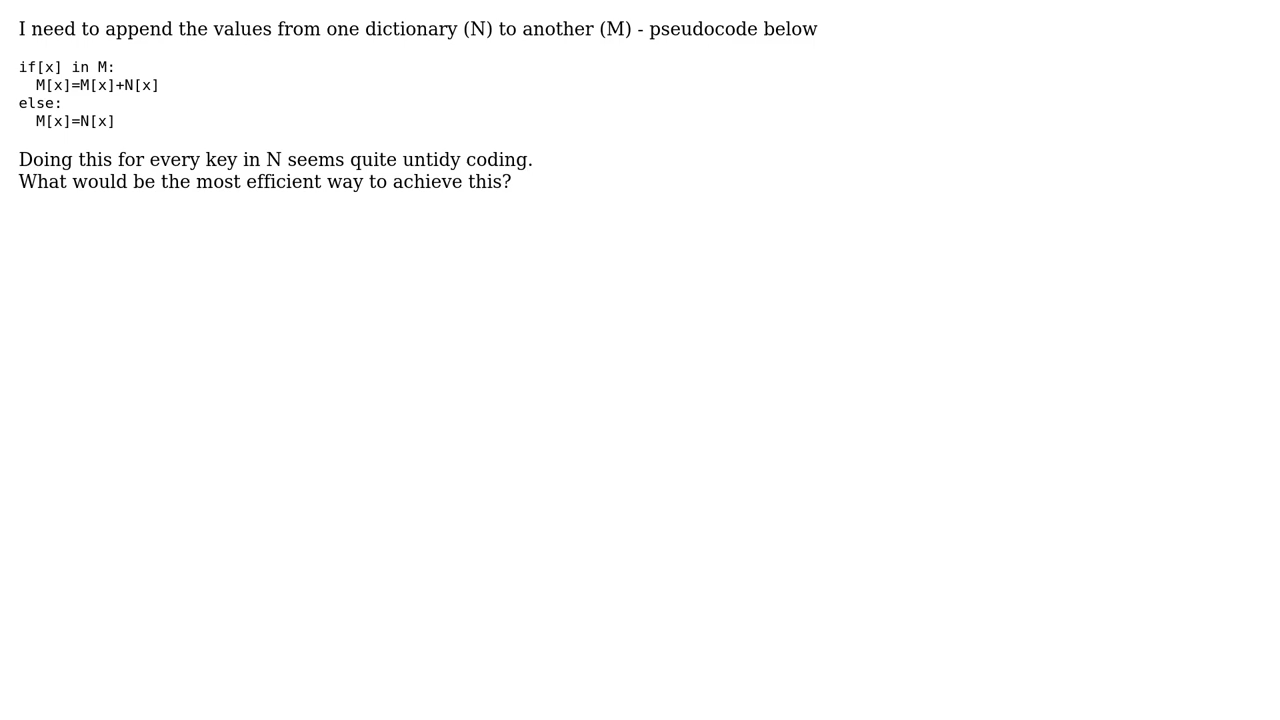 I need to append the values from one dictionary (N) to another (M) - pseudocode below
if[x] in M:
  M[x]=M[x]+N[x]
else:
  M[x]=N[x]
Doing this for every key in N seems quite untidy coding.
What would be the most efficient way to achieve this?